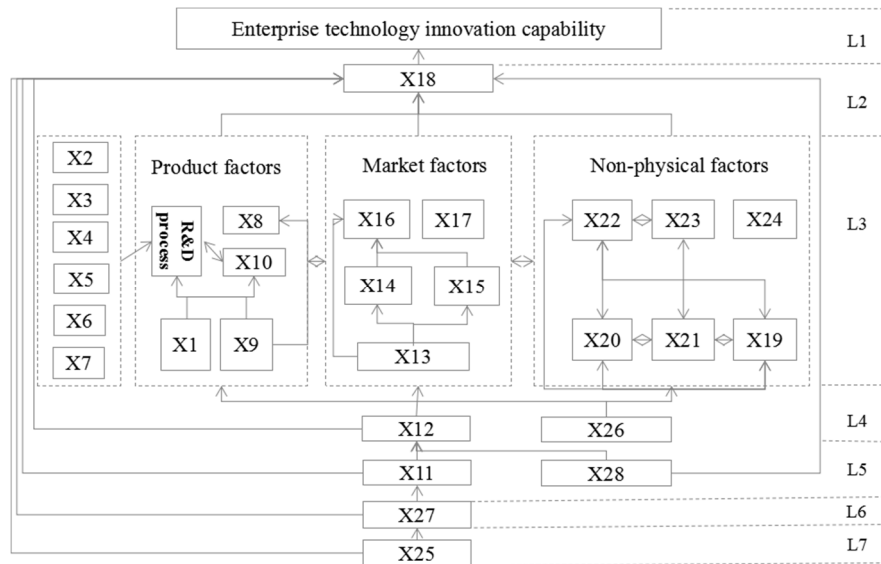 Enterprise technology innovation capability
L1
X18
L2
X2
X3
X4
X5
X6
X7
Product factors
R&D
process
X8
X10
X1
X9
Market factors
X16
X17
X14
X15
X13
Non-physical factors
X22
X23
X24
X20
X21
X19
L3
X12
X26
L4
X11
X28
L5
X27
L6
X25
L7